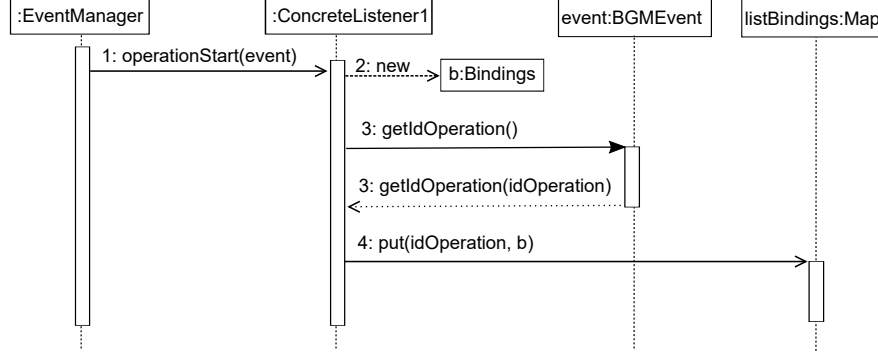 :EventManager
:ConcreteListener1
event:BGMEvent
listBindings:Map
1: operationStart(event)
2: new
b:Bindings
3: getIdOperation()
3: getIdOperation(idOperation)
4: put(idOperation, b)